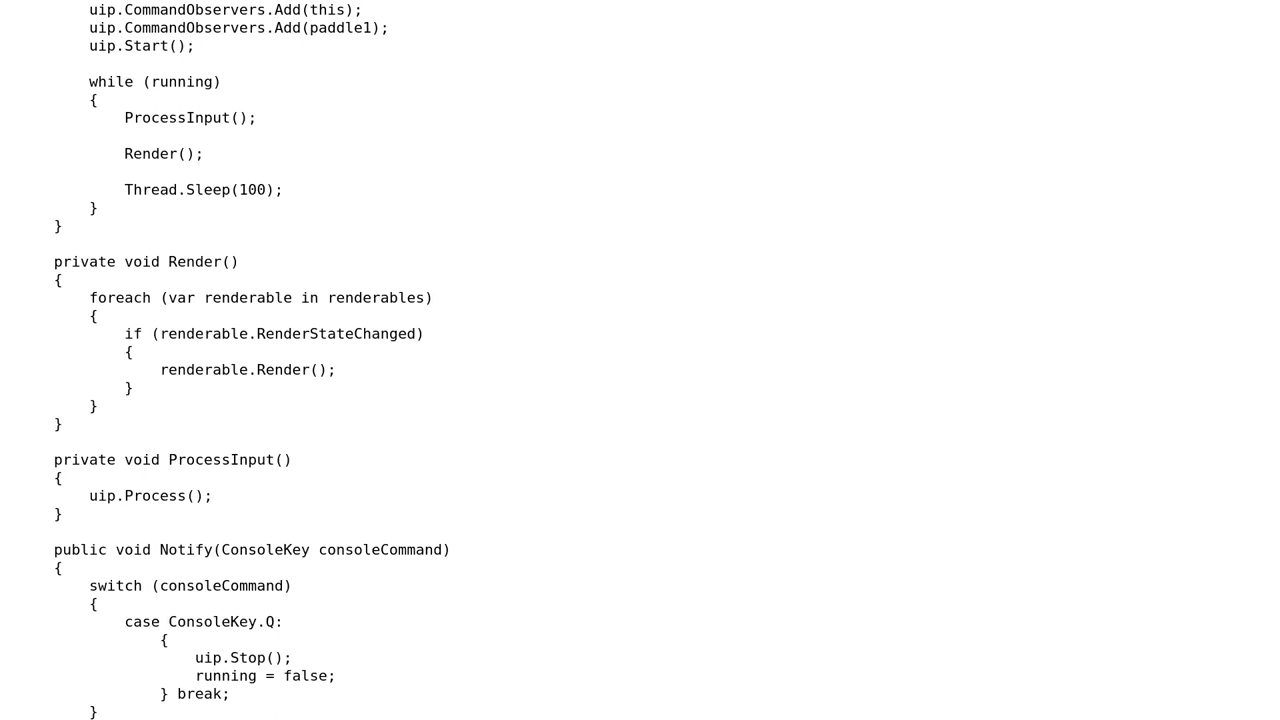 uip.CommandObservers.Add(this);
uip.CommandObservers.Add(paddle1);
uip.Start();
while (running)
{
ProcessInput();
Render();
Thread.Sleep(100);
}
}
private void Render()
{
foreach (var renderable in renderables)
{
if (renderable.RenderStateChanged)
{
renderable.Render();
}
}
}
private void ProcessInput()
{
uip.Process();
}
public void Notify(ConsoleKey consoleCommand)
{
switch (consoleCommand)
{
case ConsoleKey.Q:
{
uip.Stop();
running = false;
} break;
}